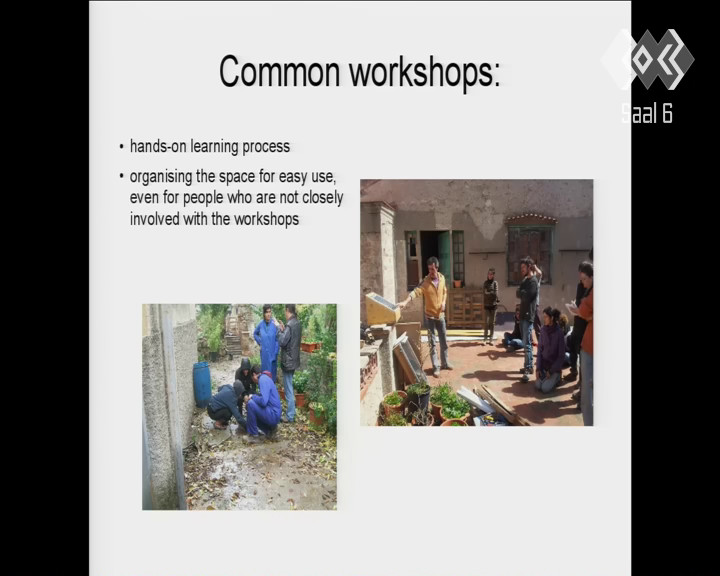 Common workshops:
Saal 6
• hands-on learning process
• organising the space for easy use,
even for people who are not closely
involved with the workshops